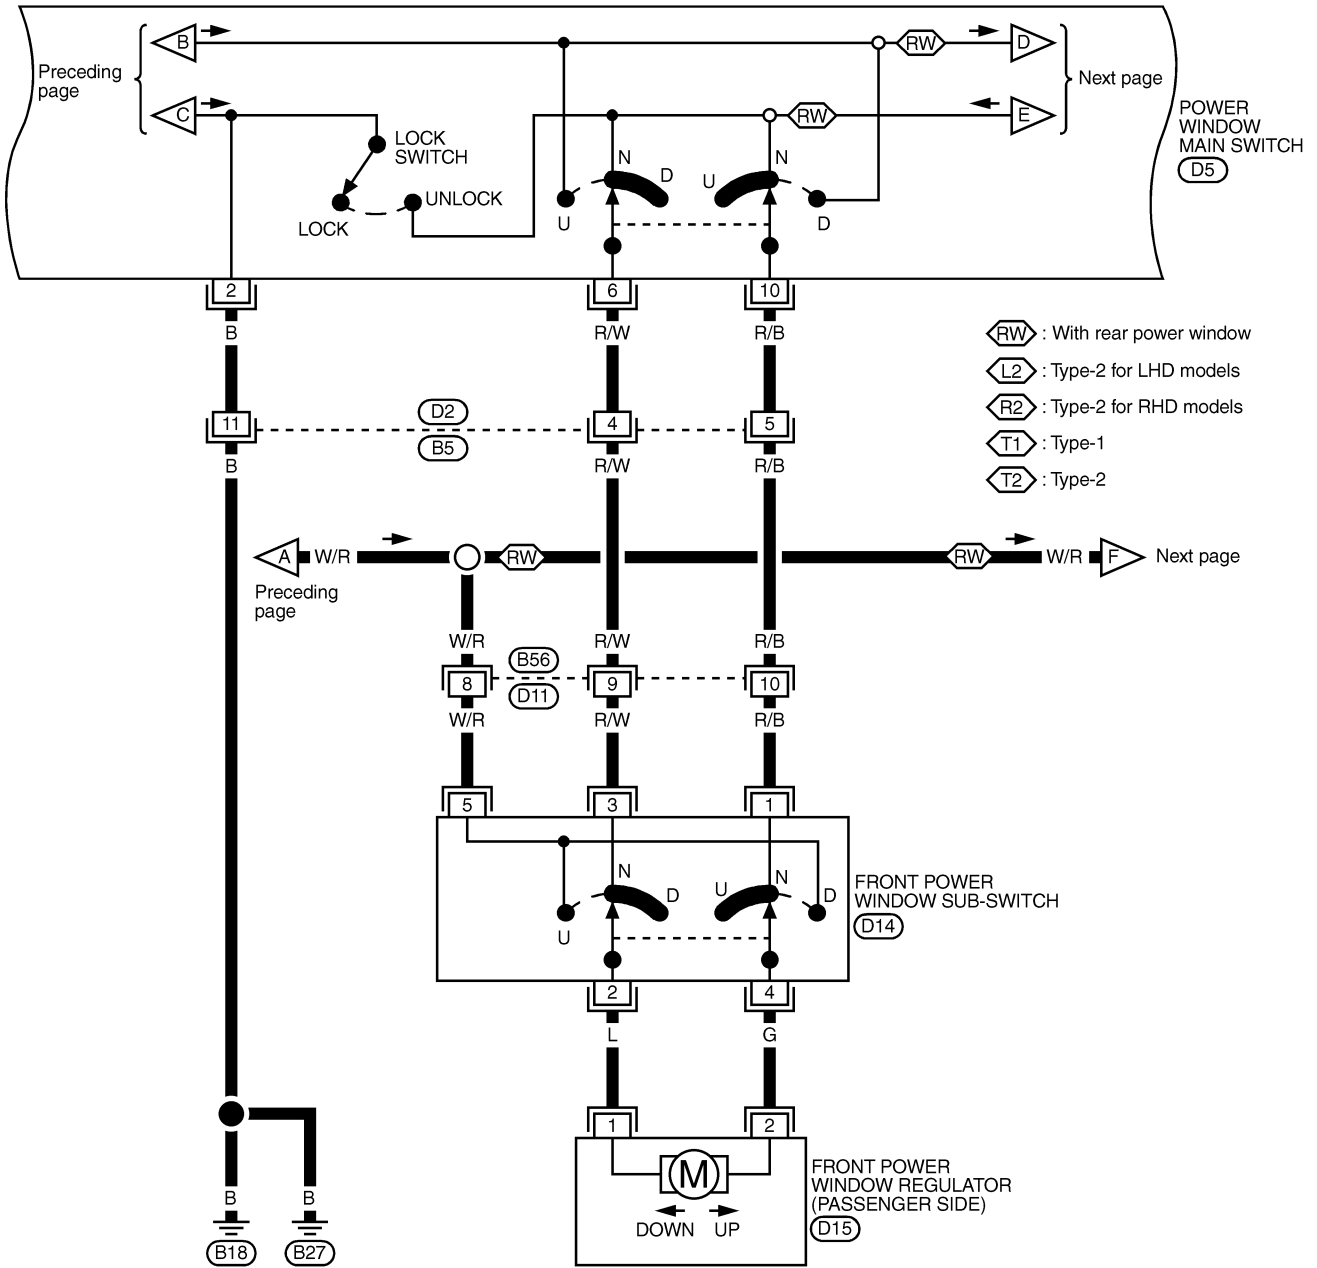 B
RW
D
Preceding
page
Next page
C
RW
E
POWER
WINDOW
MAIN SWITCH
D5
LOCK
SWITCH
N
D
U
N
UNLOCK
LOCK
U
D
2
6
10
B
R/W
R/B
RW : With rear power window
L2 : Type-2 for LHD models
R2 : Type-2 for RHD models
T1 : Type-1
T2 : Type-2
D2
11
4
5
B5
B
R/W
R/B
A
W/R
RW
RW
W/R
F
Next page
Preceding
page
W/R
R/W
R/B
B56
8
9
10
D11
W/R
R/W
R/B
5
3
1
N
D
U
N
D
U
FRONT POWER
WINDOW SUB-SWITCH
D14
2
4
L
G
1
2
M
DOWN
UP
FRONT POWER
WINDOW REGULATOR
(PASSENGER SIDE)
D15
B
B
B18
B27